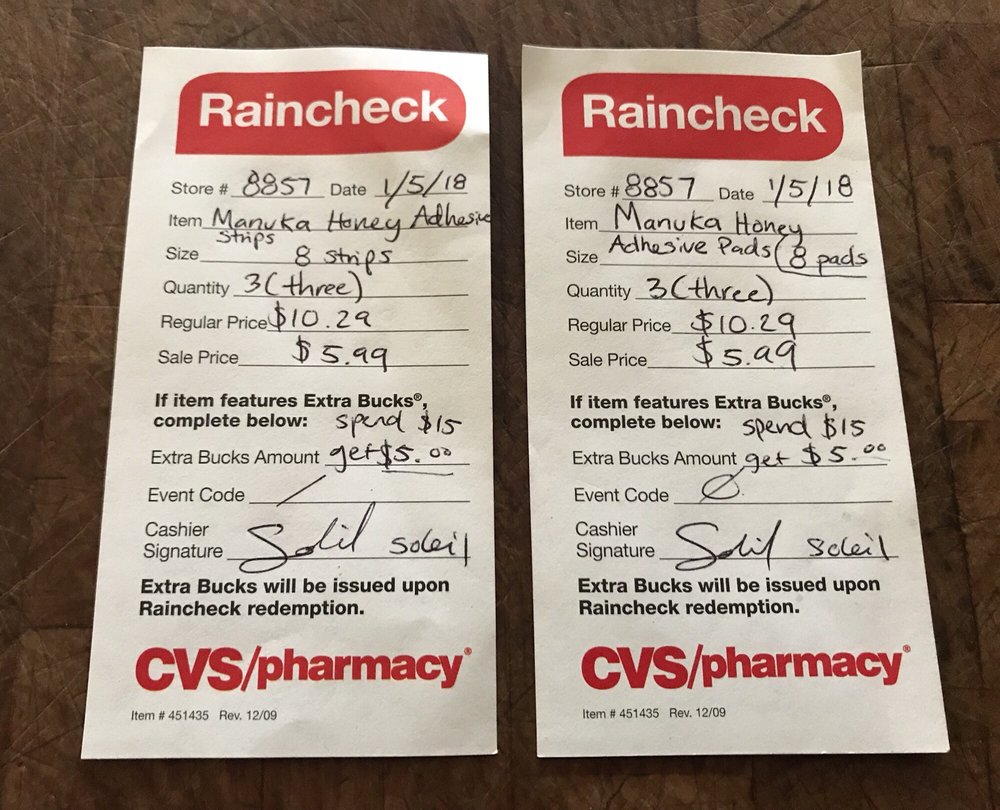 Raincheck
Store # 8857 Date 1/5/18
Item Manuka Honey Adhesive
Strips
Size 8 strips
Quantity 3 (three)
Regular Price $10.29
Sale Price $5.99
If item features Extra Bucks®,
complete below: spend $15
Extra Bucks Amount get $5.00
Event Code
Cashier
Signature Solil soleil
Extra Bucks will be issued upon
Raincheck redemption.
CVS/pharmacy®
Item # 451435 Rev. 12/09
Raincheck
Store # 8857 Date 1/5/18
Item Manuka Honey
Adhesive Pads
Size (8 pads
Quantity 3 (three)
Regular Price $10.29
Sale Price $5.99
If item features Extra Bucks®,
complete below: spend $15
Extra Bucks Amount get $5.00
Event Code
Cashier
Signature Solil soleil
Extra Bucks will be issued upon
Raincheck redemption.
CVS/pharmacy®
Item # 451435 Rev. 12/09